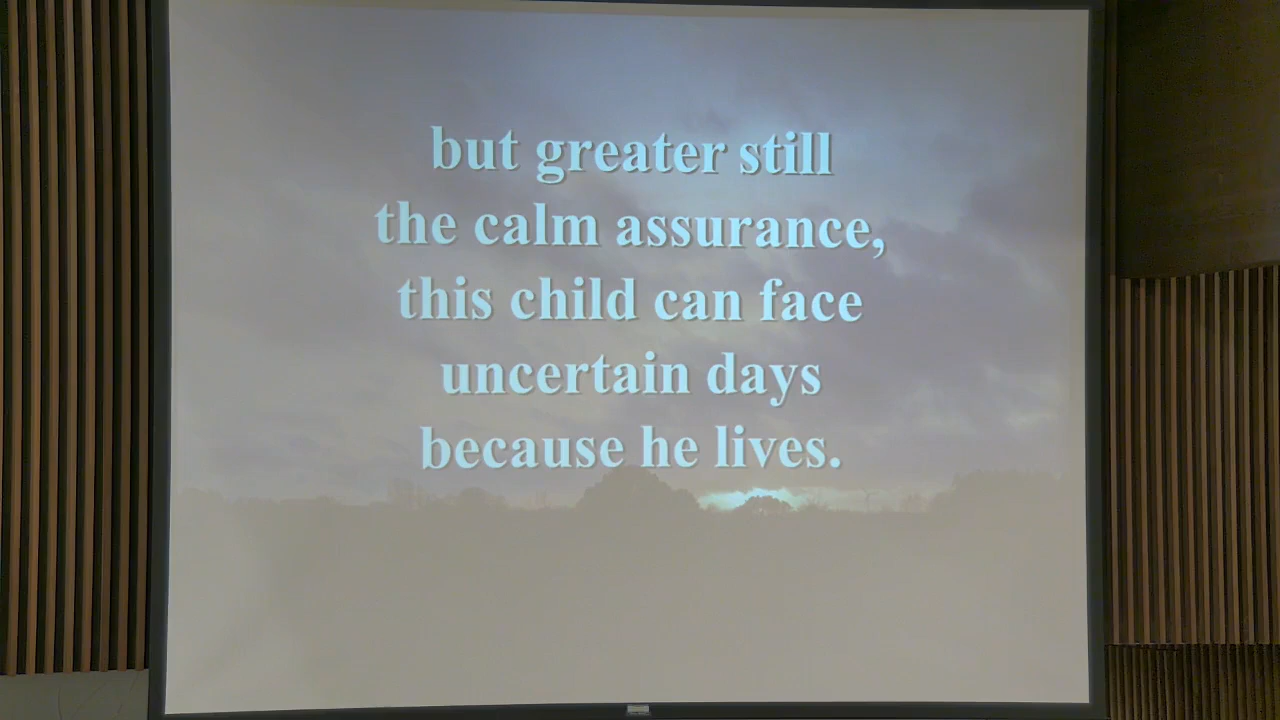 but greater still
the calm assurance,
this child can face
uncertain days
because he lives.